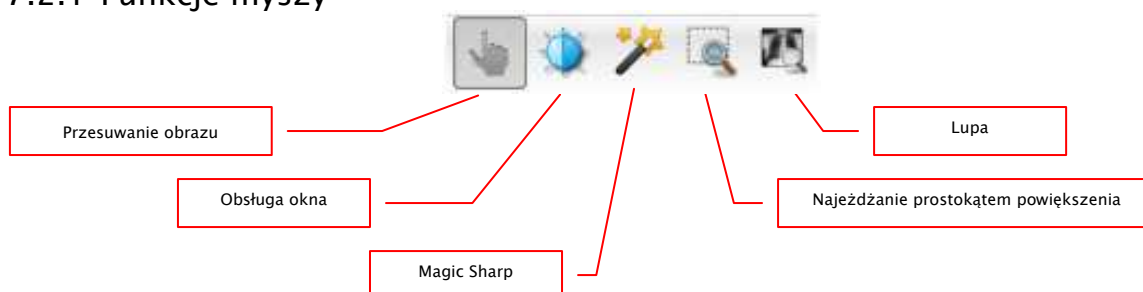 7.2.1 Funkcje myszy
Przesuwanie obrazu
Lupa
Obsługa okna
Najeżdżanie prostokątem powiększenia
Magic Sharp